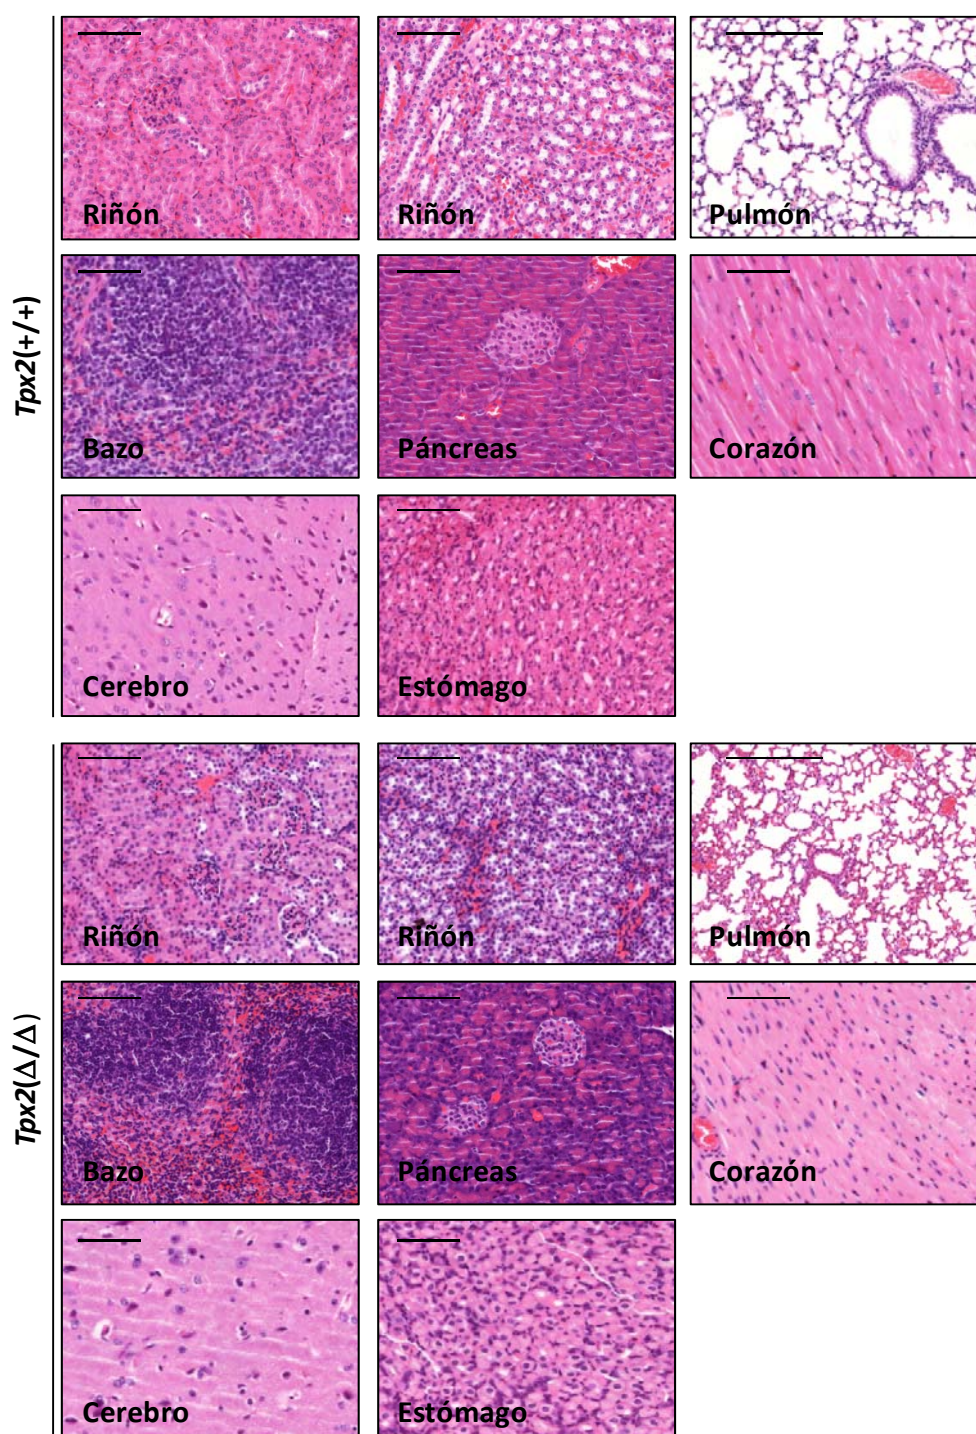 Tpx2(+/+)
Riñón
Riñón
Pulmón
Bazo
Páncreas
Corazón
Cerebro
Estómago
Tpx2(Δ/Δ)
Riñón
Riñón
Pulmón
Bazo
Páncreas
Corazón
Cerebro
Estómago